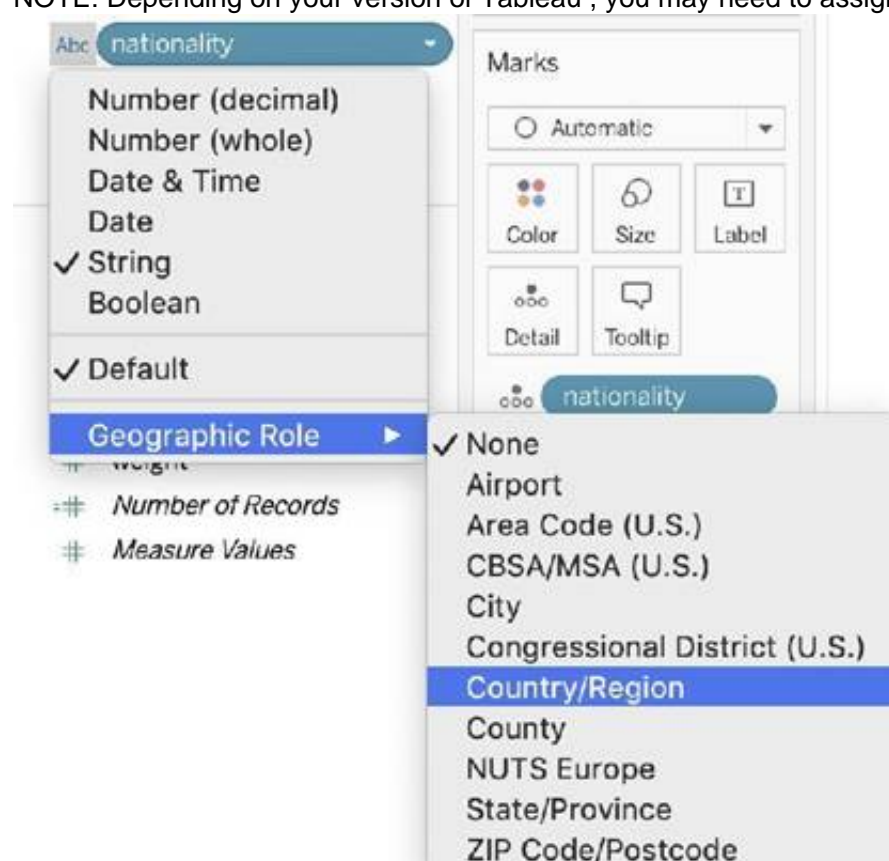 NOTE: Depending on your version of Tableau , you may need to assign
Abc nationality
Number (decimal)
Number (whole)
Date & Time
Date
✓ String
Boolean
✓ Default
Geographic Role
weight
Number of Records
Measure Values
Marks
Automatic
Color Size Label
Detail Tooltip
nationality
✓ None
Airport
Area Code (U.S.)
CBSA/MSA (U.S.)
City
Congressional District (U.S.)
Country/Region
County
NUTS Europe
State/Province
ZIP Code/Postcode